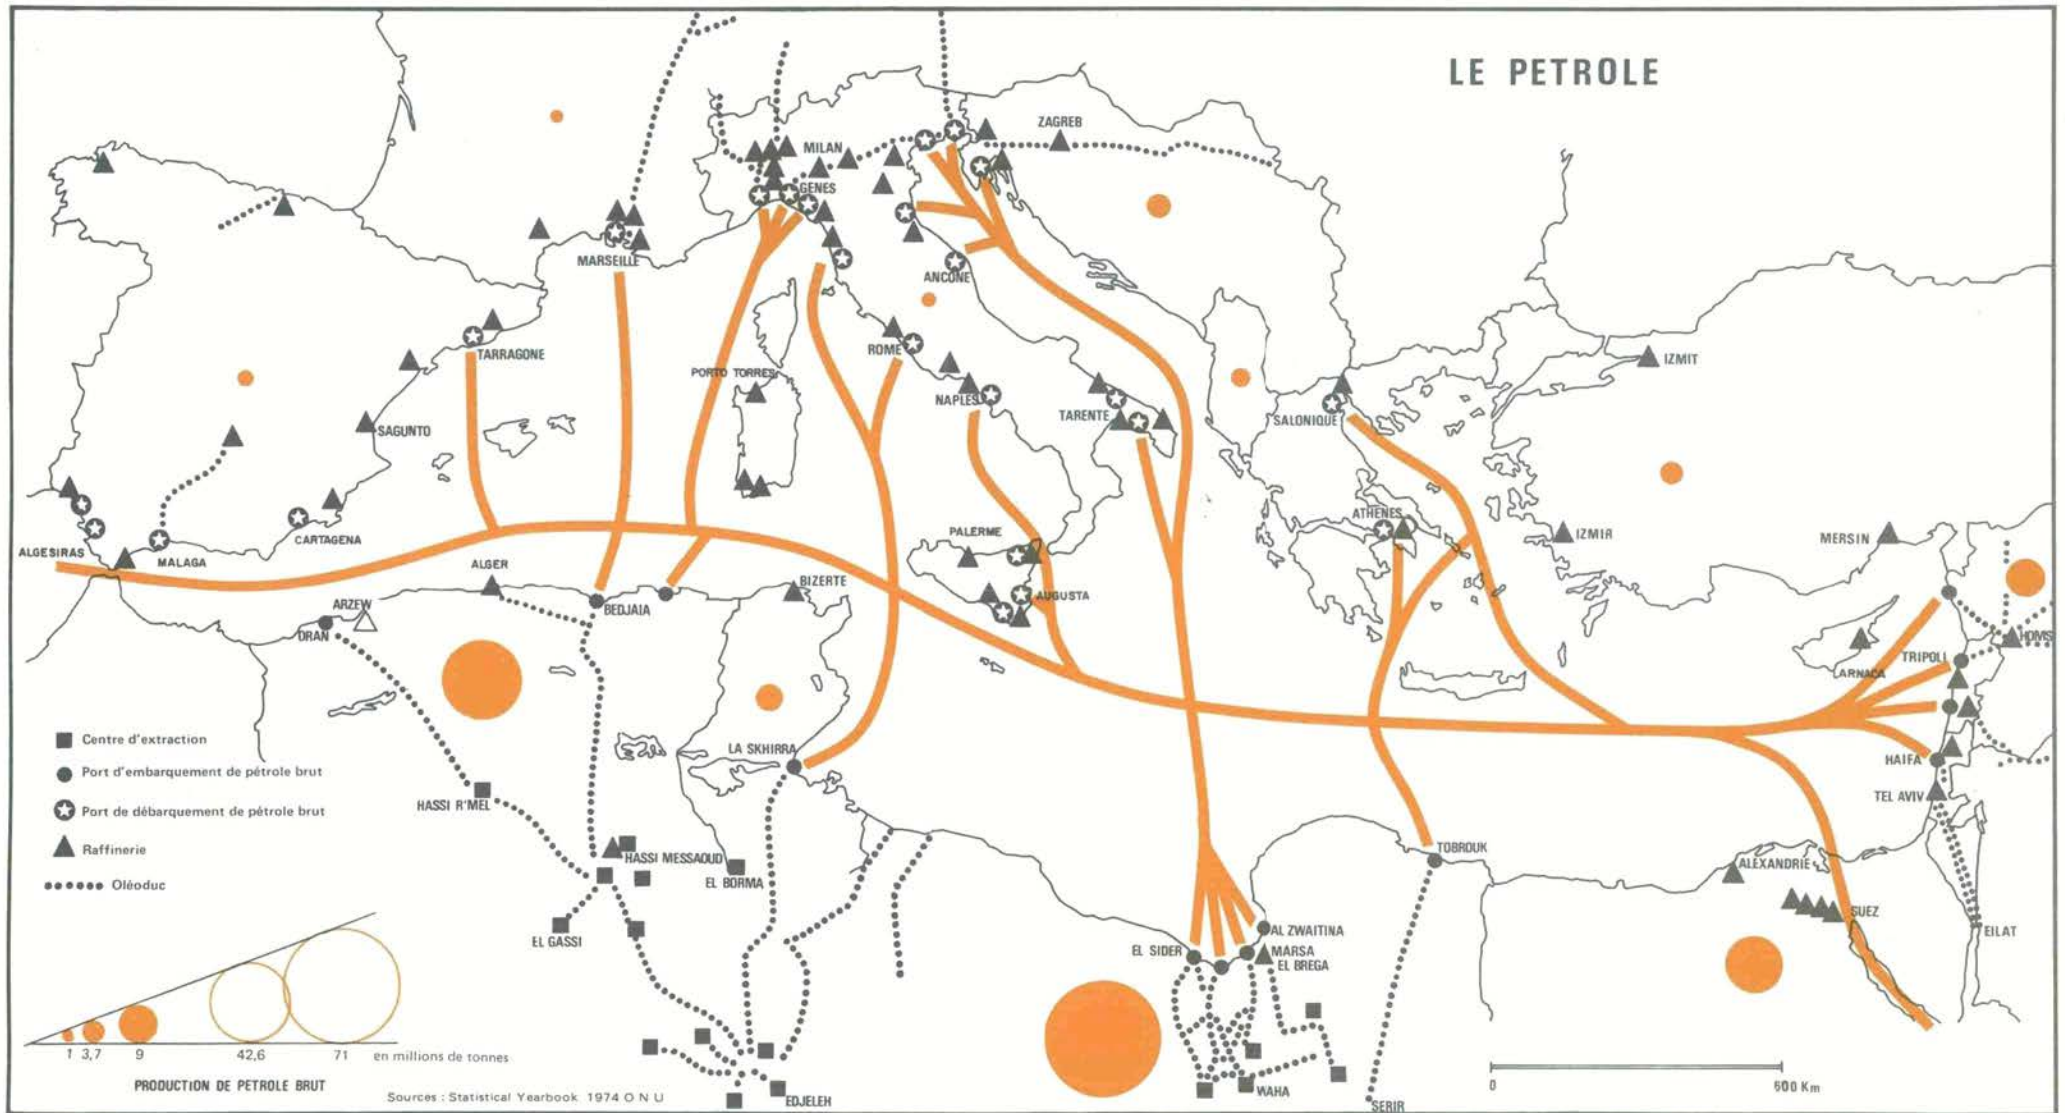 LE PETROLE
ZAGREB
MILAN
GENES
MARSEILLE
ANCONE
TARRAGONE
ROME
IZMIT
PORTO TORRES
NAPLES
TARENTE
SALONIQUE
SAGUNTO
ATHENES
PALERME
IZMIR
MERSIN
CARTAGENA
ALGESIRAS
MALAGA
ALGER
BIZERTE
AUGUSTA
ARZEW
BEDJAIA
ORAN
HOMS
TRIPOLI
LARNACA
Centre d'extraction
Port d'embarquement de pétrole brut
Port de débarquement de pétrole brut
Raffinerie
Oléoduc
LA SKHIRRA
HAIFA
TEL AVIV
HASSI R'MEL
HASSI MESSAOUD
EL BORMA
TOBROUK
ALEXANDRIE
SUEZ
EILAT
EL GASSI
EL SIDER
AL ZWAITINA
MARSA
EL BREGA
1 3,7 9 42,6 71 en millions de tonnes
PRODUCTION DE PETROLE BRUT
Sources : Statistical Yearbook 1974 O N U
EDJELEH
WAHA
SERIR
0 600 Km